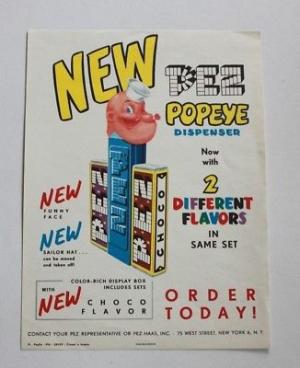 NEW
PEZ
POPEYE
DISPENSER
Now
with
2
DIFFERENT
FLAVORS
IN
SAME SET
PEZ
CHOCO
NEW
FUNNY
FACE
NEW
SAILOR HAT...
can be moved
and taken off!
COLOR-RICH DISPLAY BOX
INCLUDES SETS
WITH
NEW CHOCO
FLAVOR
ORDER
TODAY!
CONTACT YOUR PEZ REPRESENTATIVE OR PEZ-HAAS, INC. · 75 WEST STREET, NEW YORK 6, N. Y.